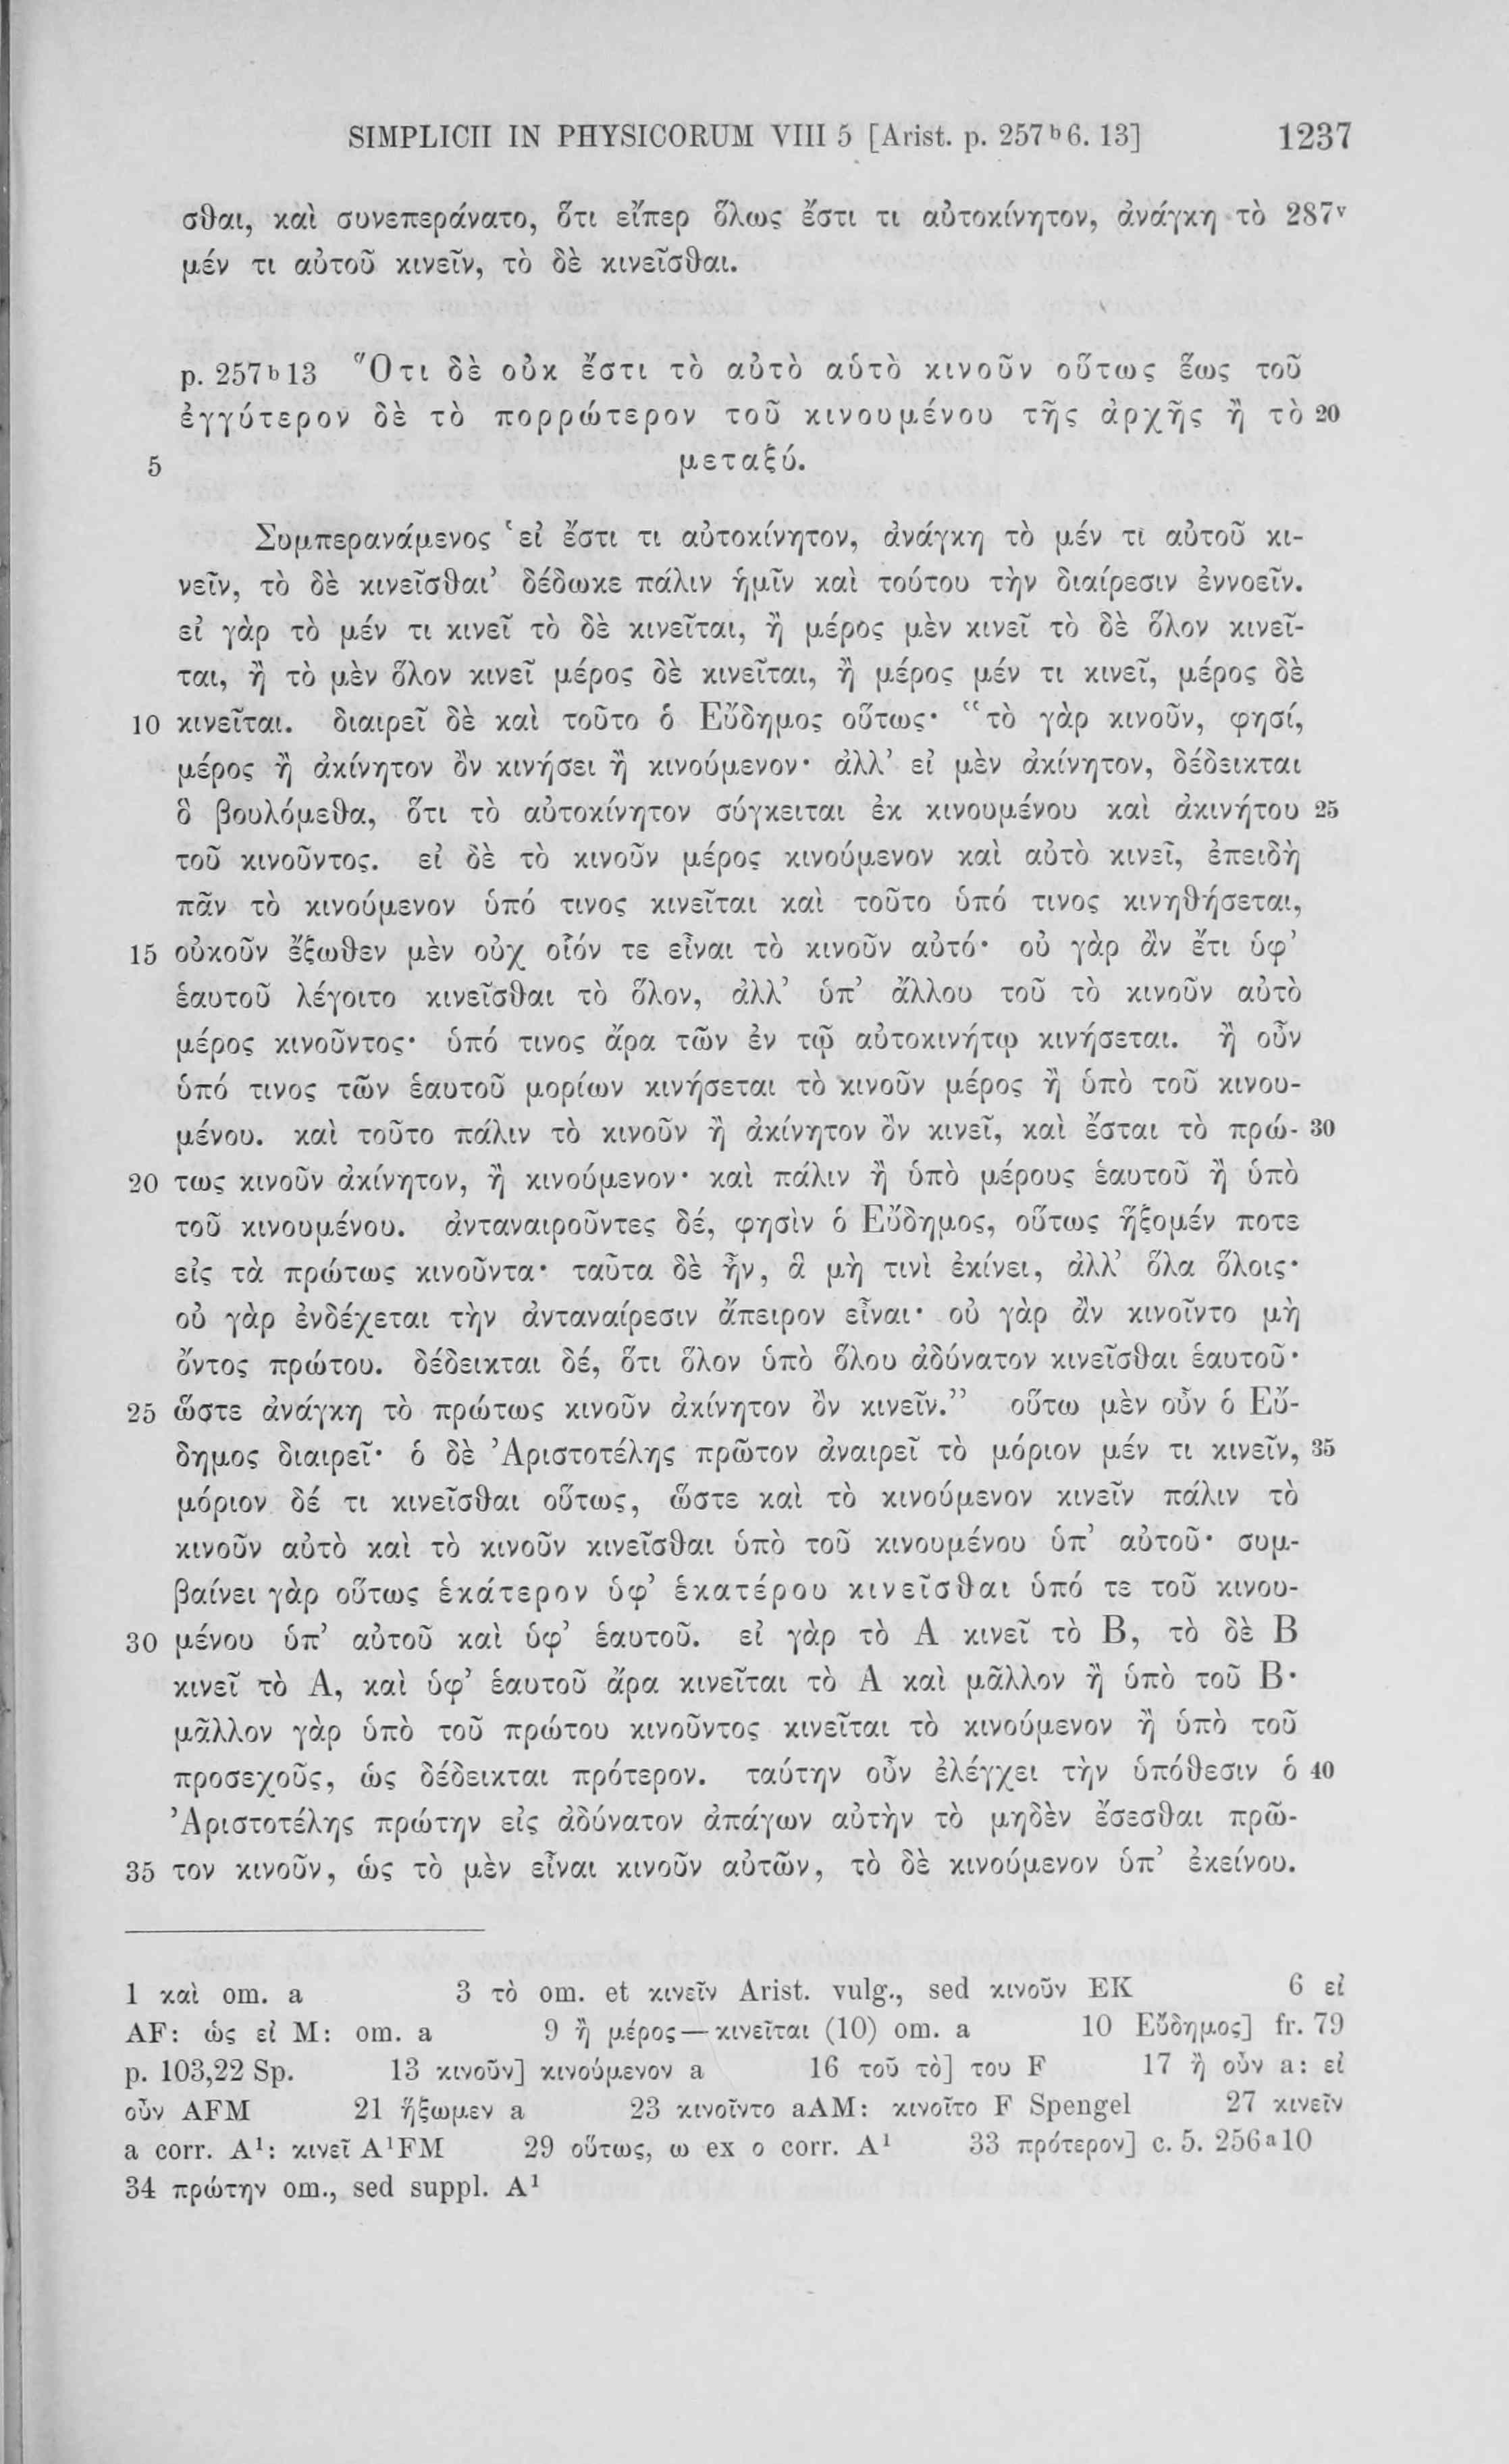 SIMPLICII IN PHYSICORUM VIII 5 [Arist. p. 257ᵇ6. 13] 1237
σθαι, καὶ συνεπεράνατο, ὅτι εἴπερ ὅλως ἔστι τι αὐτοκίνητον, ἀνάγκη τὸ 287ᵛ
μέν τι αὐτοῦ κινεῖν, τὸ δὲ κινεῖσθαι.
p. 257ᵇ13 Ὅτι δὲ οὐκ ἔστι τὸ αὐτὸ αὑτὸ κινοῦν οὕτως ἕως τοῦ
ἐγγύτερον δὲ τὸ πορρώτερον τοῦ κινουμένου τῆς ἀρχῆς ἢ τὸ 20
5 μεταξύ.
Συμπερανάμενος ‘εἰ ἔστι τι αὐτοκίνητον, ἀνάγκη τὸ μέν τι αὐτοῦ κι-
νεῖν, τὸ δὲ κινεῖσθαι’ δέδωκε πάλιν ἡμῖν καὶ τούτου τὴν διαίρεσιν ἐννοεῖν.
εἰ γὰρ τὸ μέν τι κινεῖ τὸ δὲ κινεῖται, ἢ μέρος μὲν κινεῖ τὸ δὲ ὅλον κινεῖ-
ται, ἢ τὸ μὲν ὅλον κινεῖ μέρος δὲ κινεῖται, ἢ μέρος μέν τι κινεῖ, μέρος δὲ
10 κινεῖται. διαιρεῖ δὲ καὶ τοῦτο ὁ Εὔδημος οὕτως· “τὸ γὰρ κινοῦν, φησί,
μέρος ἢ ἀκίνητον ὂν κινήσει ἢ κινούμενον· ἀλλ’ εἰ μὲν ἀκίνητον, δέδεικται
ὃ βουλόμεθα, ὅτι τὸ αὐτοκίνητον σύγκειται ἐκ κινουμένου καὶ ἀκινήτου 25
τοῦ κινοῦντος. εἰ δὲ τὸ κινοῦν μέρος κινούμενον καὶ αὐτὸ κινεῖ, ἐπειδὴ
πᾶν τὸ κινούμενον ὑπό τινος κινεῖται καὶ τοῦτο ὑπό τινος κινηθήσεται,
15 οὐκοῦν ἔξωθεν μὲν οὐχ οἷόν τε εἶναι τὸ κινοῦν αὐτό· οὐ γὰρ ἂν ἔτι ὑφ’
ἑαυτοῦ λέγοιτο κινεῖσθαι τὸ ὅλον, ἀλλ’ ὑπ’ ἄλλου τοῦ τὸ κινοῦν αὐτὸ
μέρος κινοῦντος· ὑπό τινος ἄρα τῶν ἐν τῷ αὐτοκινήτῳ κινήσεται. ἢ οὖν
ὑπό τινος τῶν ἑαυτοῦ μορίων κινήσεται τὸ κινοῦν μέρος ἢ ὑπὸ τοῦ κινου-
μένου. καὶ τοῦτο πάλιν τὸ κινοῦν ἢ ἀκίνητον ὂν κινεῖ, καὶ ἔσται τὸ πρώ- 30
20 τως κινοῦν ἀκίνητον, ἢ κινούμενον· καὶ πάλιν ἢ ὑπὸ μέρους ἑαυτοῦ ἢ ὑπὸ
τοῦ κινουμένου. ἀνταναιροῦντες δέ, φησὶν ὁ Εὔδημος, οὕτως ἥξομέν ποτε
εἰς τὰ πρώτως κινοῦντα· ταῦτα δὲ ἦν, ἃ μὴ τινὶ ἐκίνει, ἀλλ’ ὅλα ὅλοις·
οὐ γὰρ ἐνδέχεται τὴν ἀνταναίρεσιν ἄπειρον εἶναι· οὐ γὰρ ἂν κινοῖντο μὴ
ὄντος πρώτου. δέδεικται δέ, ὅτι ὅλον ὑπὸ ὅλου ἀδύνατον κινεῖσθαι ἑαυτοῦ·
25 ὥστε ἀνάγκη τὸ πρώτως κινοῦν ἀκίνητον ὂν κινεῖν.” οὕτω μὲν οὖν ὁ Εὔ-
δημος διαιρεῖ· ὁ δὲ Ἀριστοτέλης πρῶτον ἀναιρεῖ τὸ μόριον μέν τι κινεῖν, 35
μόριον δέ τι κινεῖσθαι οὕτως, ὥστε καὶ τὸ κινούμενον κινεῖν πάλιν τὸ
κινοῦν αὐτὸ καὶ τὸ κινοῦν κινεῖσθαι ὑπὸ τοῦ κινουμένου ὑπ’ αὐτοῦ· συμ-
βαίνει γὰρ οὕτως ἑκάτερον ὑφ’ ἑκατέρου κινεῖσθαι ὑπό τε τοῦ κινου-
30 μένου ὑπ’ αὐτοῦ καὶ ὑφ’ ἑαυτοῦ. εἰ γὰρ τὸ Α κινεῖ τὸ Β, τὸ δὲ Β
κινεῖ τὸ Α, καὶ ὑφ’ ἑαυτοῦ ἄρα κινεῖται τὸ Α καὶ μᾶλλον ἢ ὑπὸ τοῦ Β·
μᾶλλον γὰρ ὑπὸ τοῦ πρώτου κινοῦντος κινεῖται τὸ κινούμενον ἢ ὑπὸ τοῦ
προσεχοῦς, ὡς δέδεικται πρότερον. ταύτην οὖν ἐλέγχει τὴν ὑπόθεσιν ὁ 40
Ἀριστοτέλης πρώτην εἰς ἀδύνατον ἀπάγων αὐτὴν τὸ μηδὲν ἔσεσθαι πρῶ-
35 τον κινοῦν, ὡς τὸ μὲν εἶναι κινοῦν αὐτῶν, τὸ δὲ κινούμενον ὑπ’ ἐκείνου.
1 καὶ om. a 3 τὸ om. et κινεῖν Arist. vulg., sed κινοῦν EK 6 εἰ
AF: ὡς εἰ M: om. a 9 ἢ μέρος—κινεῖται (10) om. a 10 Εὔδημος] fr. 79
p. 103,22 Sp. 13 κινοῦν] κινούμενον a 16 τοῦ τὸ] του F 17 ἢ οὖν a: εἰ
οὖν AFM 21 ἥξωμεν a 23 κινοῖντο aAM: κινοῖτο F Spengel 27 κινεῖν
a corr. A¹: κινεῖ A¹FM 29 οὕτως, ω ex ο corr. A¹ 33 πρότερον] c. 5. 256ᵃ10
34 πρώτην om., sed suppl. A¹